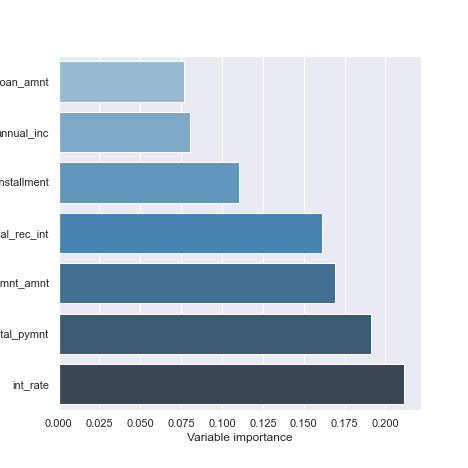 oan_amnt
annual_inc
nstallment
al_rec_int
mnt_amnt
tal_pymnt
int_rate
0.000 0.025 0.050 0.075 0.100 0.125 0.150 0.175 0.200
Variable importance